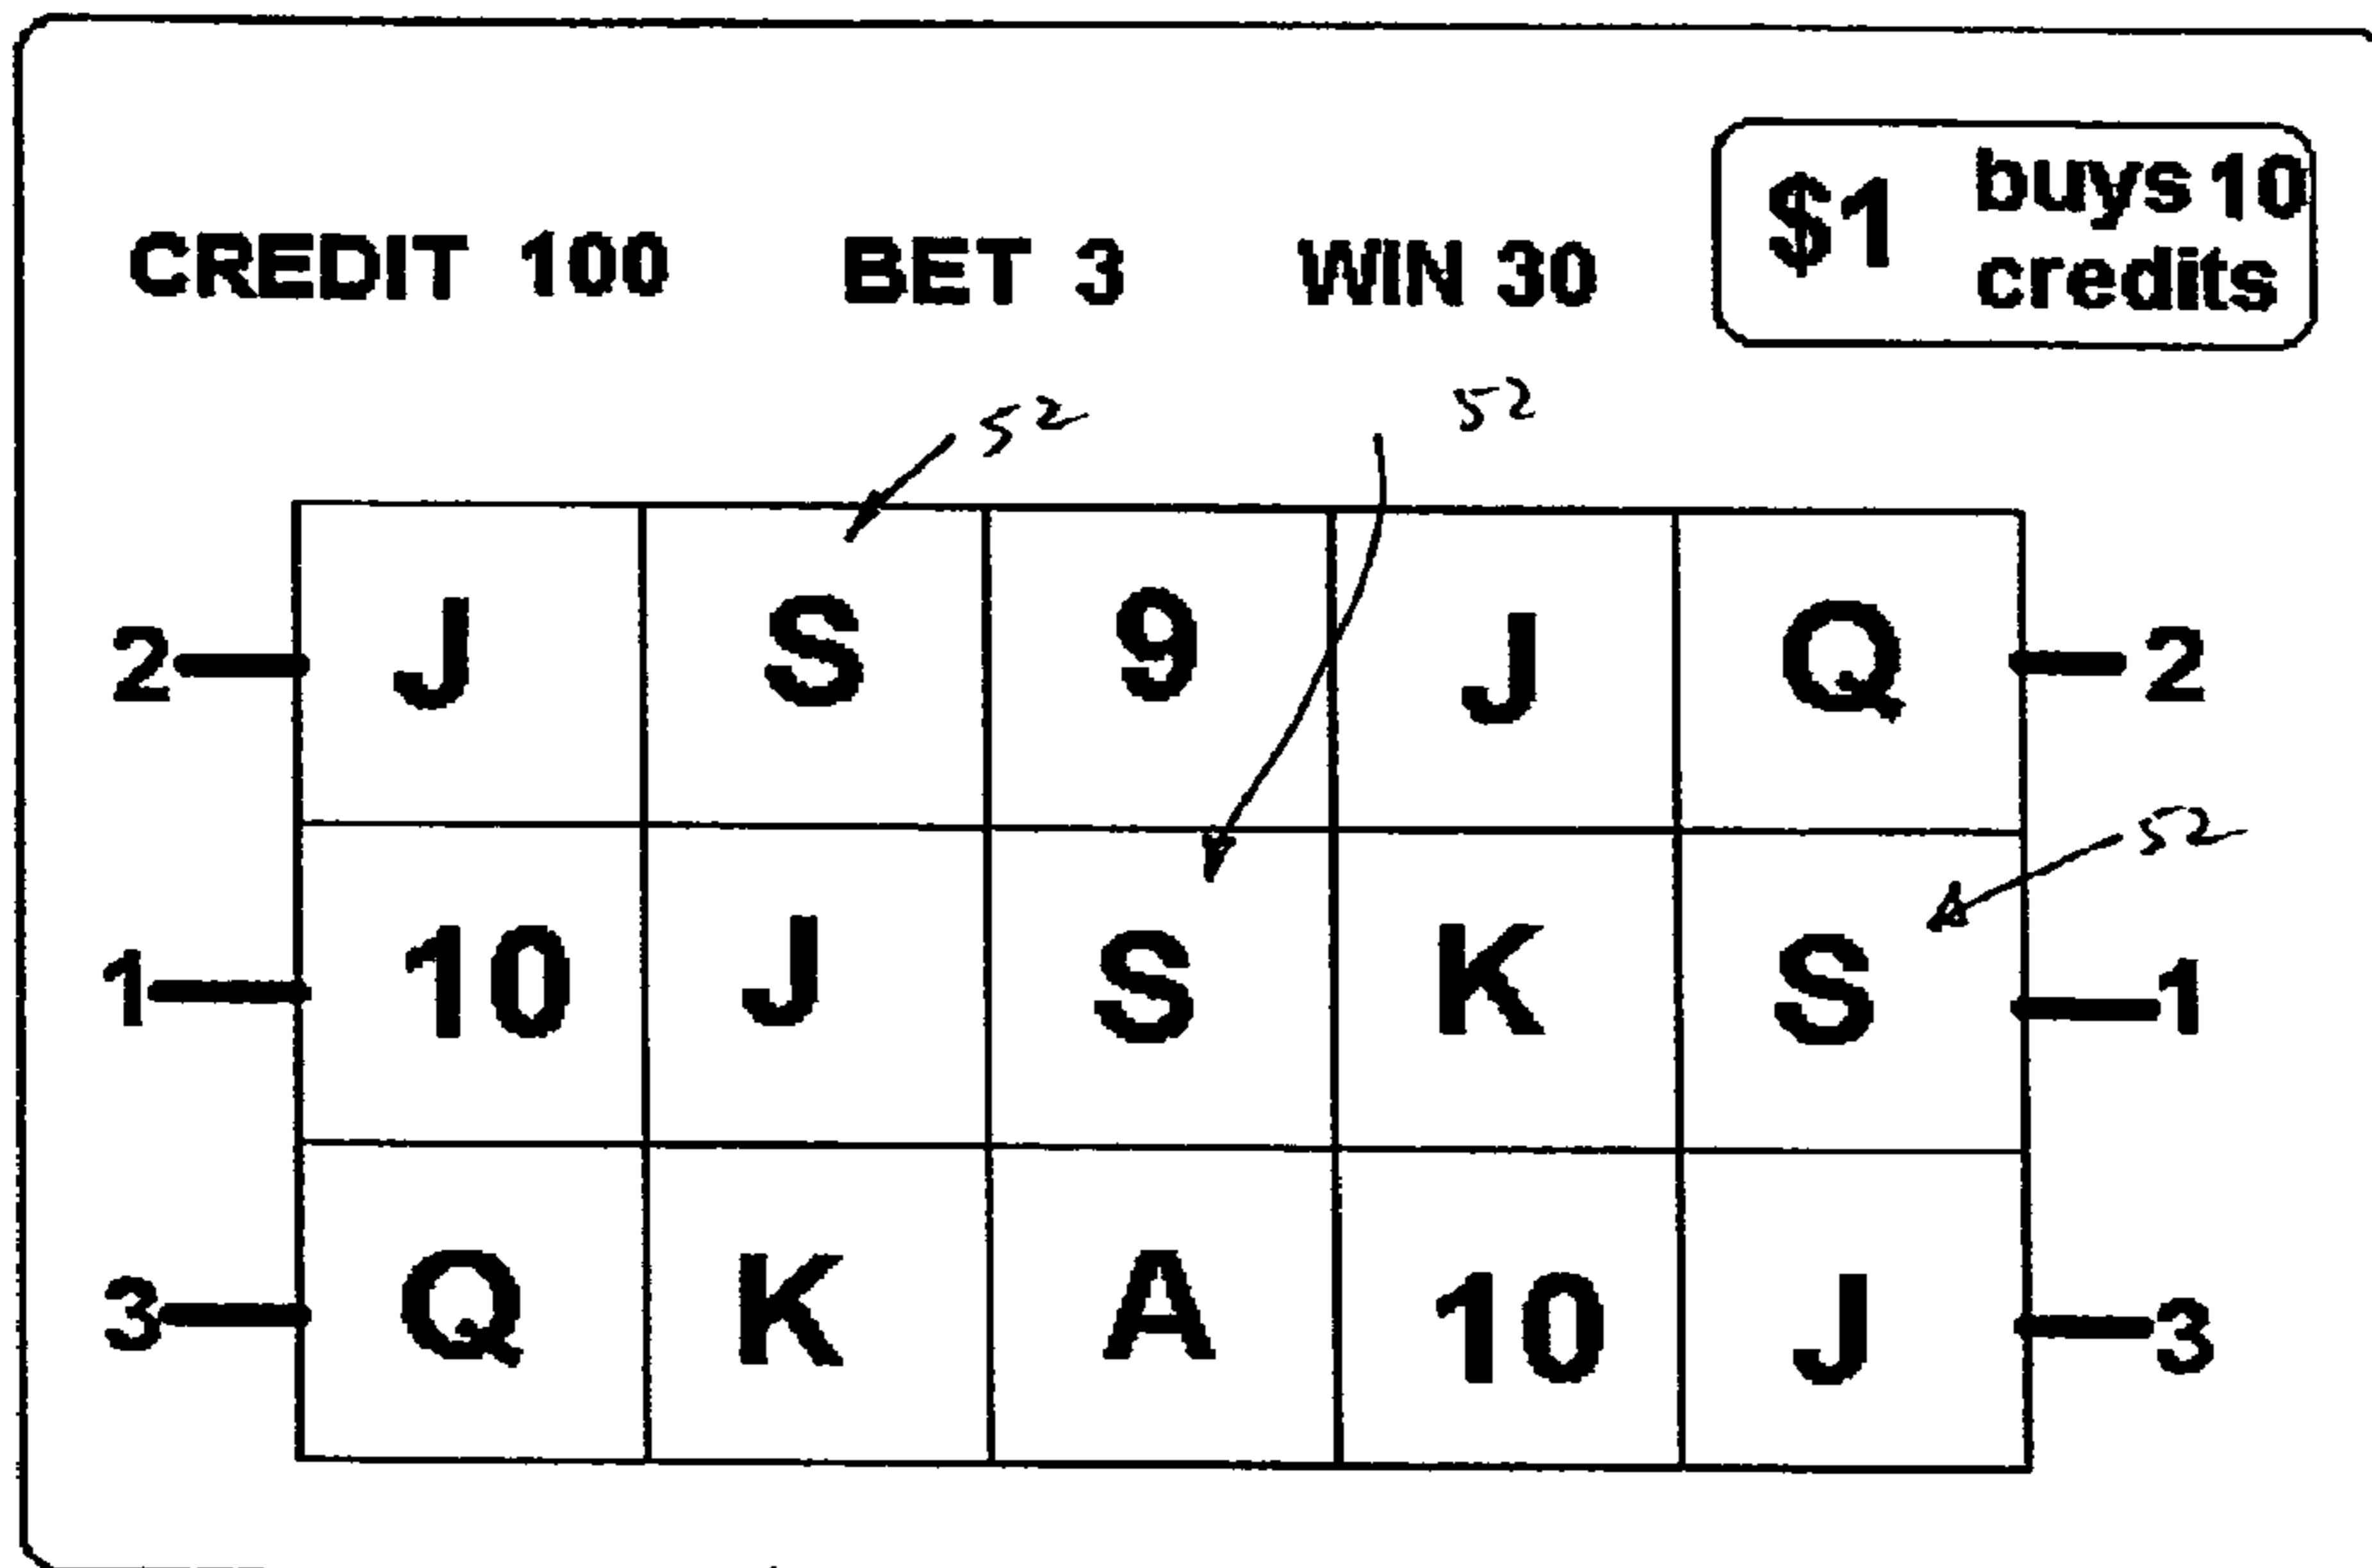 CREDIT 100 BET 3 WIN 30 $1 buys 10
credits
52 52
2 J S 9 J Q 2
52
1 10 J S K S 1
3 Q K A 10 J 3